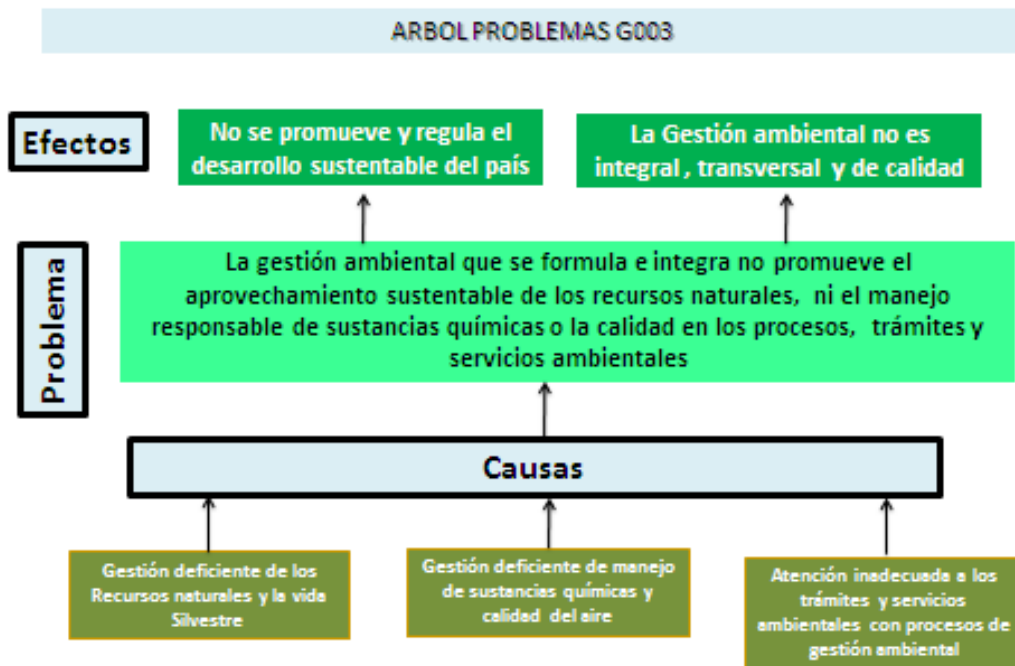 ARBOL PROBLEMAS G003
Efectos
No se promueve y regula el
desarrollo sustentable del país
La Gestión ambiental no es
integral, transversal y de calidad
Problema
La gestión ambiental que se formula e integra no promueve el
aprovechamiento sustentable de los recursos naturales, ni el manejo
responsable de sustancias químicas o la calidad en los procesos, trámites y
servicios ambientales
Causas
Gestión deficiente de los
Recursos naturales y la vida
Silvestre
Gestión deficiente de manejo
de sustancias químicas y
calidad del aire
Atención inadecuada a los
trámites y servicios
ambientales con procesos de
gestión ambiental